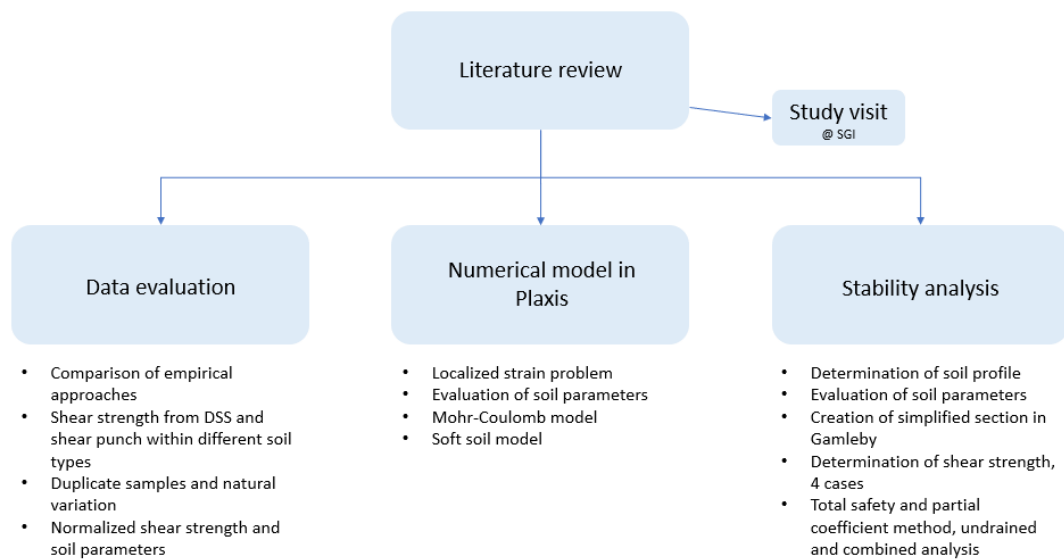 Literature review
Study visit
@ SGI
Data evaluation
• Comparison of empirical
approaches
• Shear strength from DSS and
shear punch within different soil
types
• Duplicate samples and natural
variation
• Normalized shear strength and
soil parameters
Numerical model in
Plaxis
• Localized strain problem
• Evaluation of soil parameters
• Mohr-Coulomb model
• Soft soil model
Stability analysis
• Determination of soil profile
• Evaluation of soil parameters
• Creation of simplified section in
Gamleby
• Determination of shear strength,
4 cases
• Total safety and partial
coefficient method, undrained
and combined analysis